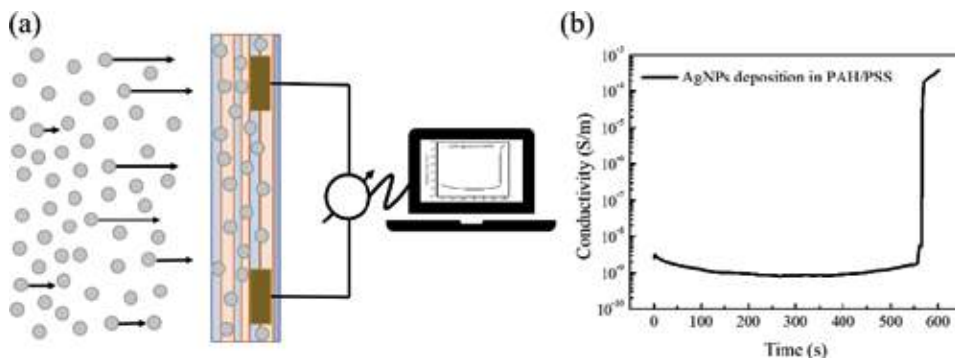 (a)
(b)
10⁻³
10⁻⁴
10⁻⁵
10⁻⁶
10⁻⁷
10⁻⁸
10⁻⁹
10⁻¹⁰
Conductivity (S/m)
AgNPs deposition in PAH/PSS
0 100 200 300 400 500 600
Time (s)